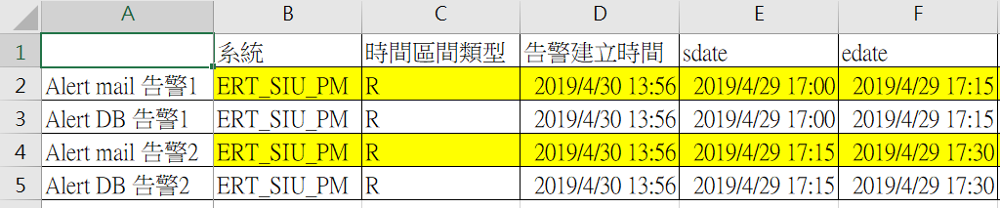 A B C D E F
1 系統 時間區間類型 告警建立時間 sdate edate
2 Alert mail 告警1 ERT_SIU_PM R 2019/4/30 13:56 2019/4/29 17:00 2019/4/29 17:15
3 Alert DB 告警1 ERT_SIU_PM R 2019/4/30 13:56 2019/4/29 17:00 2019/4/29 17:15
4 Alert mail 告警2 ERT_SIU_PM R 2019/4/30 13:56 2019/4/29 17:15 2019/4/29 17:30
5 Alert DB 告警2 ERT_SIU_PM R 2019/4/30 13:56 2019/4/29 17:15 2019/4/29 17:30